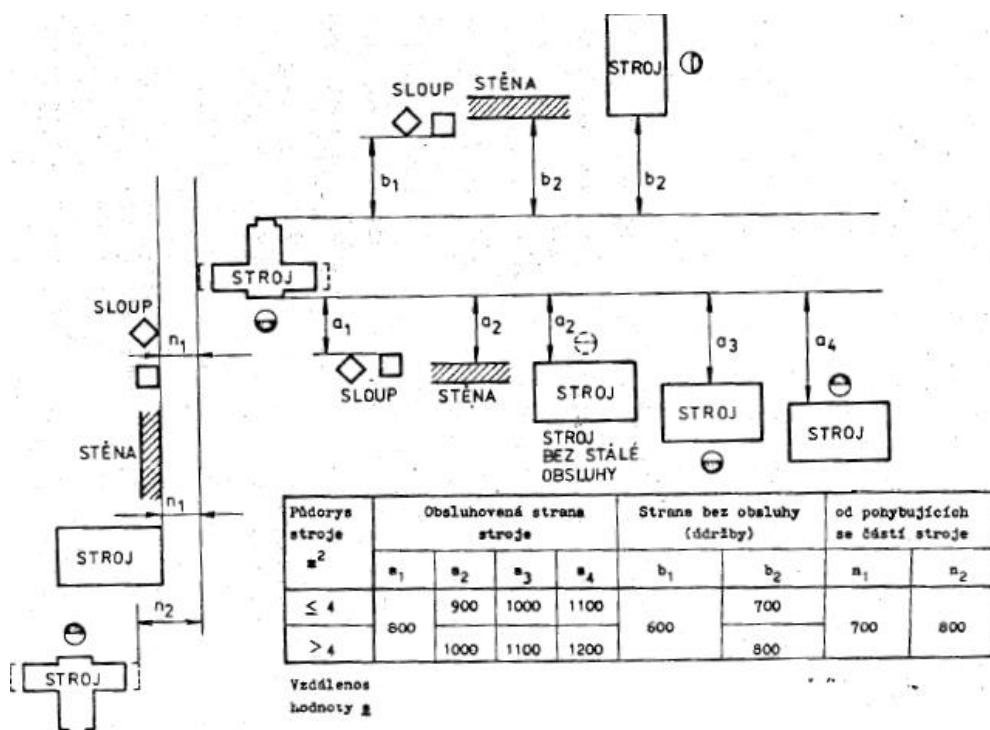 STROJ
STĚNA
SLOUP
b₁
b₂
b₂
STROJ
SLOUP
n₁
a₁
a₂
a₂
a₃
a₄
SLOUP
STĚNA
STROJ
STROJ
STROJ
STROJ
BEZ STÁLÉ
OBSLUHY
STĚNA
n₁
STROJ
n₂
STROJ
Půdorys stroje m² | Obsluhovaná strana stroje | Strane bez obsluhy (údržby) | od pohybujících se částí stroje
a₁ a₂ a₃ a₄ b₁ b₂ n₁ n₂
≤ 4 800 900 1000 1100 600 700 700 800
> 4 1000 1100 1200 800
Vzdálenos
hodnoty a